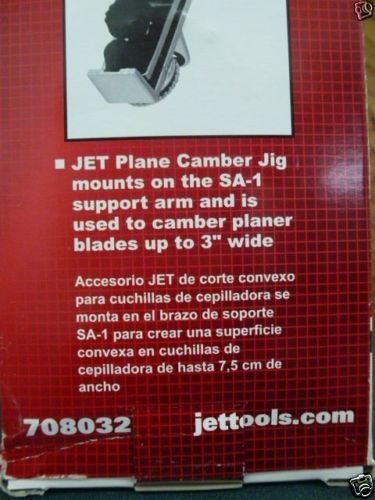 ▪ JET Plane Camber Jig
mounts on the SA-1
support arm and is
used to camber planer
blades up to 3" wide
Accesorio JET de corte convexo
para cuchillas de cepilladora se
monta en el brazo de soporte
SA-1 para crear una superficie
convexa en cuchillas de
cepilladora de hasta 7,5 cm de
ancho
708032 jettools.com